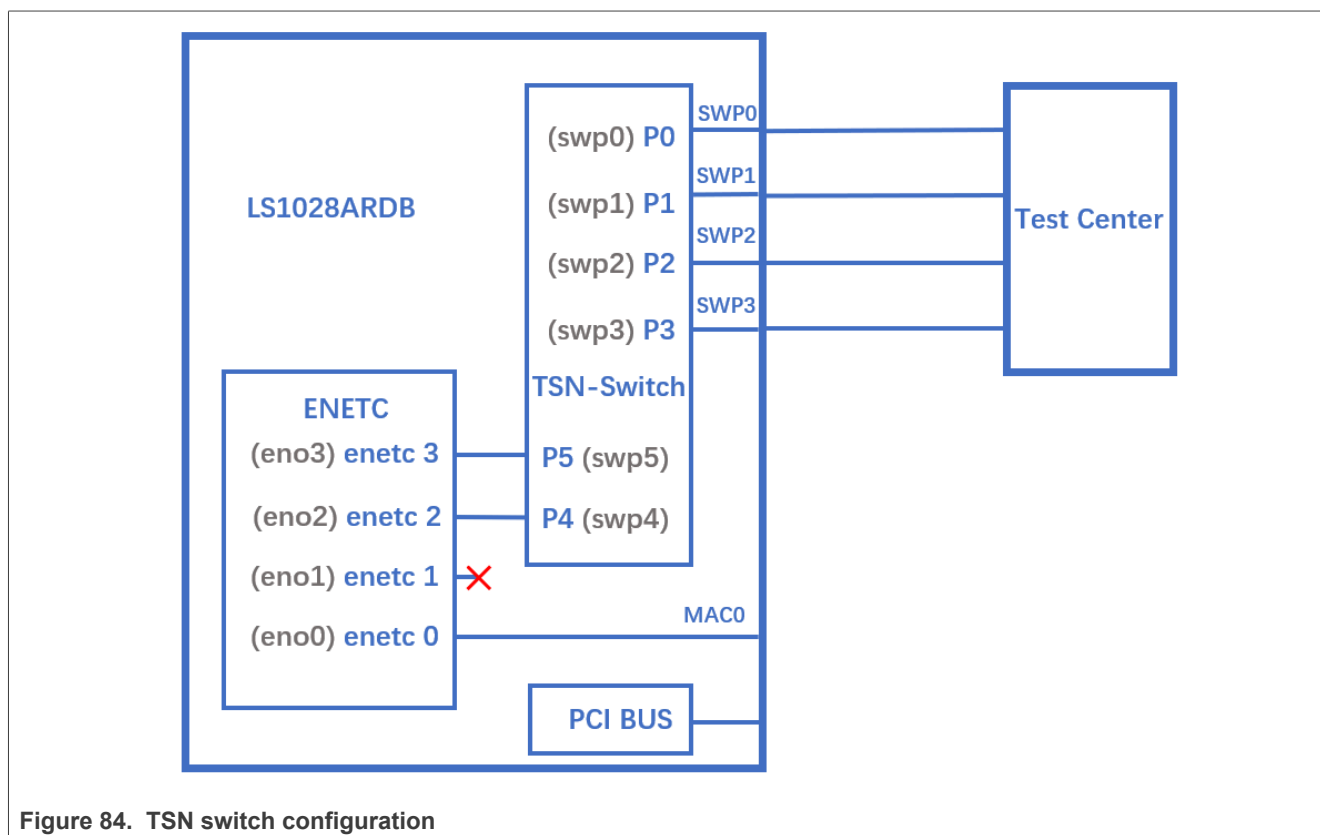 SWP0
(swp0) P0
SWP1
LS1028ARDB
(swp1) P1
Test Center
SWP2
(swp2) P2
SWP3
(swp3) P3
TSN-Switch
ENETC
(eno3) enetc 3
P5 (swp5)
(eno2) enetc 2
P4 (swp4)
(eno1) enetc 1
MAC0
(eno0) enetc 0
PCI BUS
Figure 84. TSN switch configuration